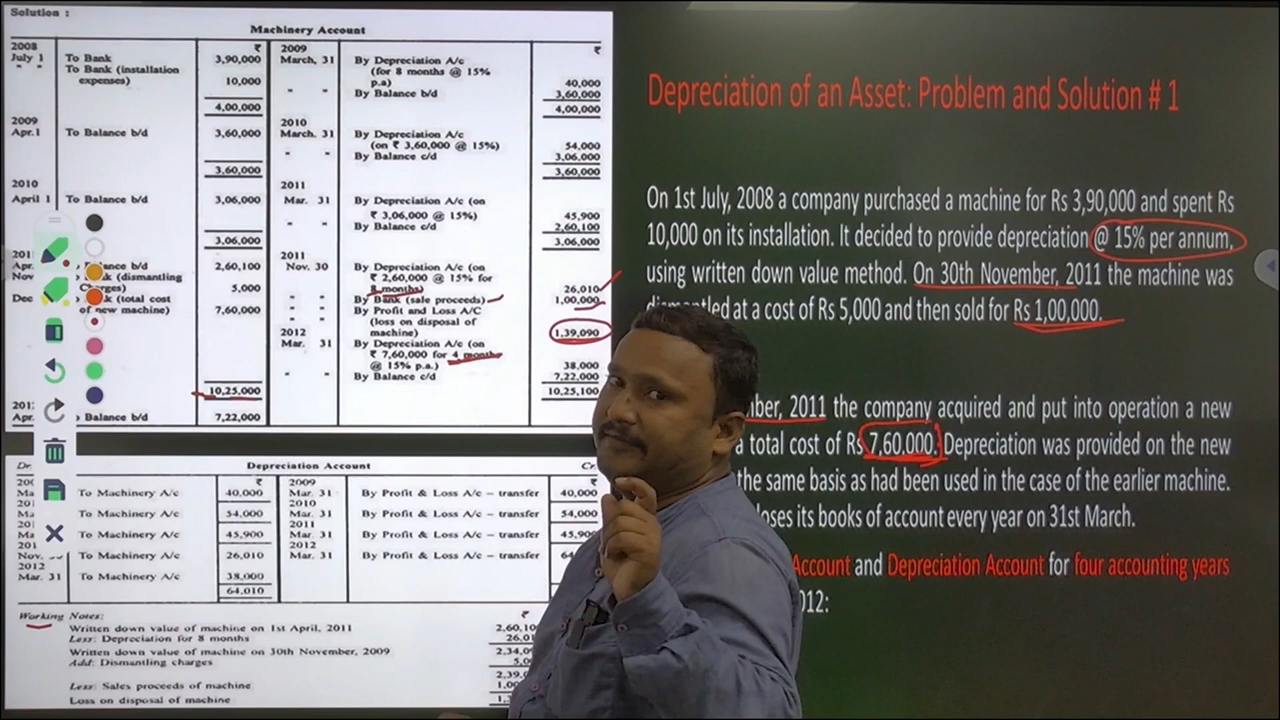 Solution :
Machinery Account
₹ ₹
2008 2009
July 1 To Bank 3,90,000 March, 31 By Depreciation A/c
" " To Bank (installation (for 8 months @ 15%
expenses) 10,000 p.a) 40,000
" " By Balance b/d 3,60,000
4,00,000 4,00,000
2009 2010
Apr.1 To Balance b/d 3,60,000 March. 31 By Depreciation A/c
(on ₹ 3,60,000 @ 15%) 54,000
" " By Balance c/d 3,06,000
3,60,000 3,60,000
2010 2011
April 1 To Balance b/d 3,06,000 Mar. 31 By Depreciation A/c (on
₹ 3,06,000 @ 15%) 45,900
" " By Balance c/d 2,60,100
3,06,000 3,06,000
2011
Apr. b/d 2,60,100 Nov. 30 By Depreciation A/c (on
Nov (dismantling ₹ 2,60,000 @ 15% for
5,000 8 months) 26,010
Dec (total cost " " By Bank (sale proceeds) 1,00,000
of new machine) 7,60,000 " " By Profit and Loss A/C
(loss on disposal of
machine) 1,39,090
2012
Mar. 31 By Depreciation A/c (on
₹ 7,60,000 for 4 months
@ 15% p.a.) 38,000
" " By Balance c/d 7,22,000
10,25,000 10,25,100
Apr. Balance b/d 7,22,000
Dr. Depreciation Account Cr.
₹ 2009 ₹
To Machinery A/c 40,000 Mar. 31 By Profit & Loss A/c – transfer 40,000
2010
To Machinery A/c 54,000 Mar. 31 By Profit & Loss A/c – transfer 54,000
2011
To Machinery A/c 45,900 Mar. 31 By Profit & Loss A/c – transfer
2012
Nov. To Machinery A/c 26,010 Mar. 31 By Profit & Loss A/c – transfer
2012
Mar. 31 To Machinery A/c 38,000
64,010
Working Notes: ₹
Written down value of machine on 1st April, 2011
Less: Depreciation for 8 months
Written down value of machine on 30th November, 2009
Add: Dismantling charges
Less: Sales proceeds of machine
Loss on disposal of machine
Depreciation of an Asset: Problem and Solution # 1
On 1st July, 2008 a company purchased a machine for Rs 3,90,000 and spent Rs
10,000 on its installation. It decided to provide depreciation @ 15% per annum,
using written down value method. On 30th November, 2011 the machine was
dismantled at a cost of Rs 5,000 and then sold for Rs 1,00,000.
2011 the company acquired and put into operation a new
a total cost of Rs 7,60,000. Depreciation was provided on the new
the same basis as had been used in the case of the earlier machine.
its books of account every year on 31st March.
Account and Depreciation Account for four accounting years